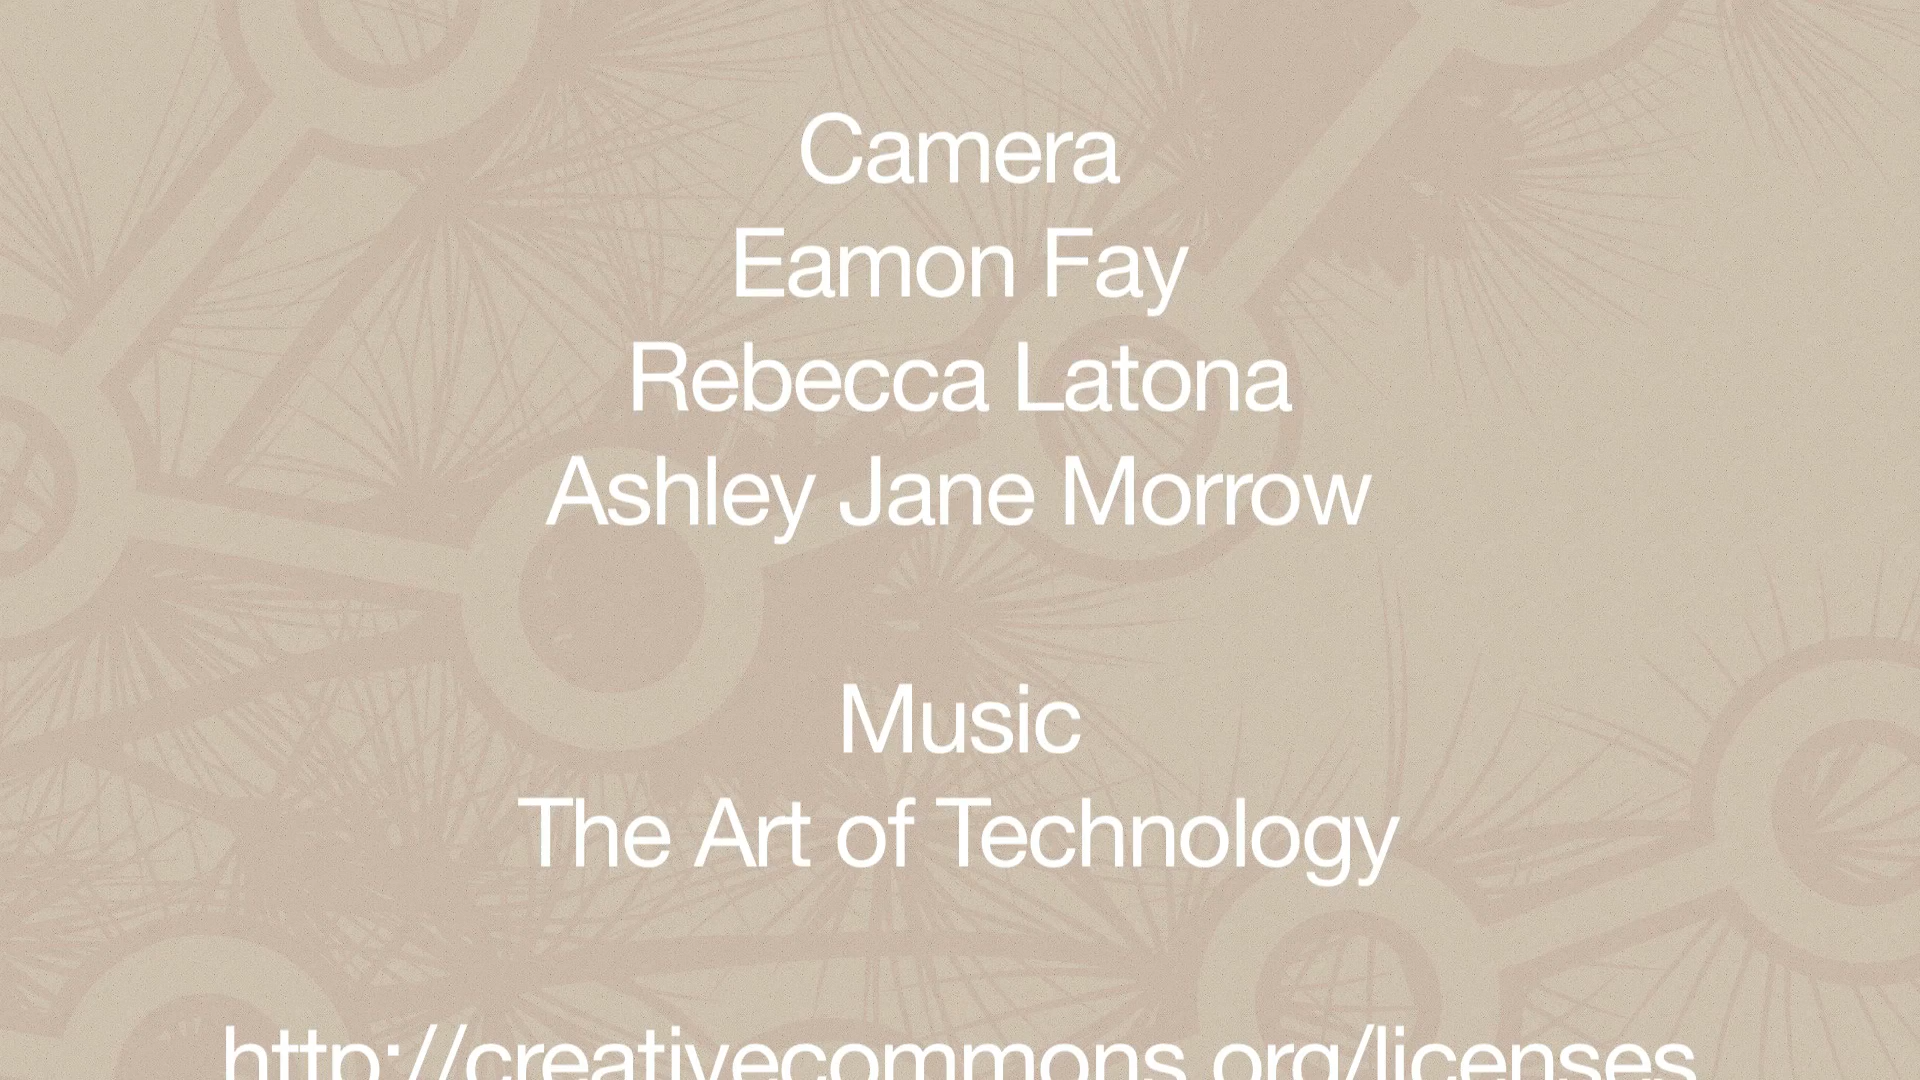 Camera
Eamon Fay
Rebecca Latona
Ashley Jane Morrow
Music
The Art of Technology
http://creativecommons.org/licenses